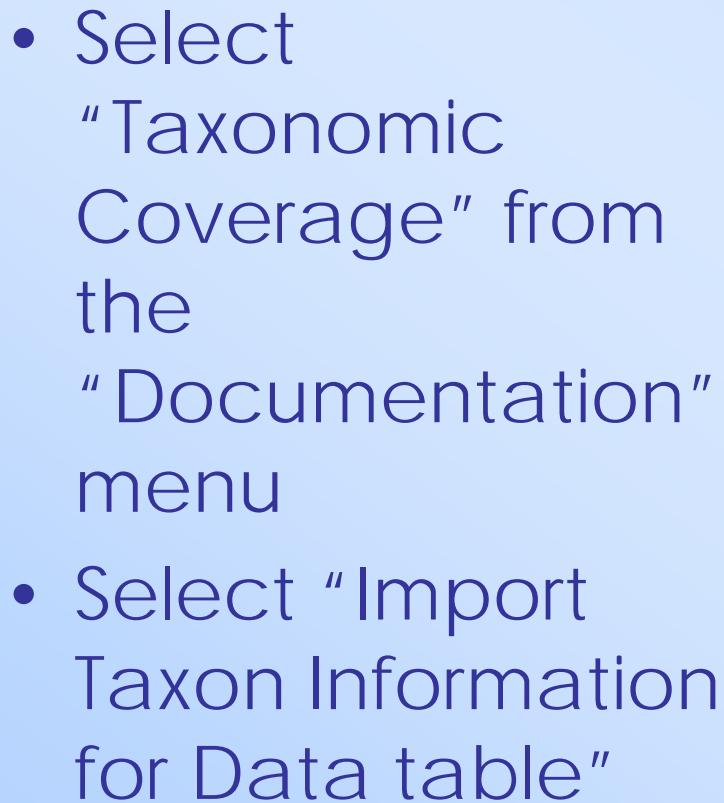 • Select
“Taxonomic
Coverage” from
the
“Documentation”
menu
• Select “Import
Taxon Information
for Data table”